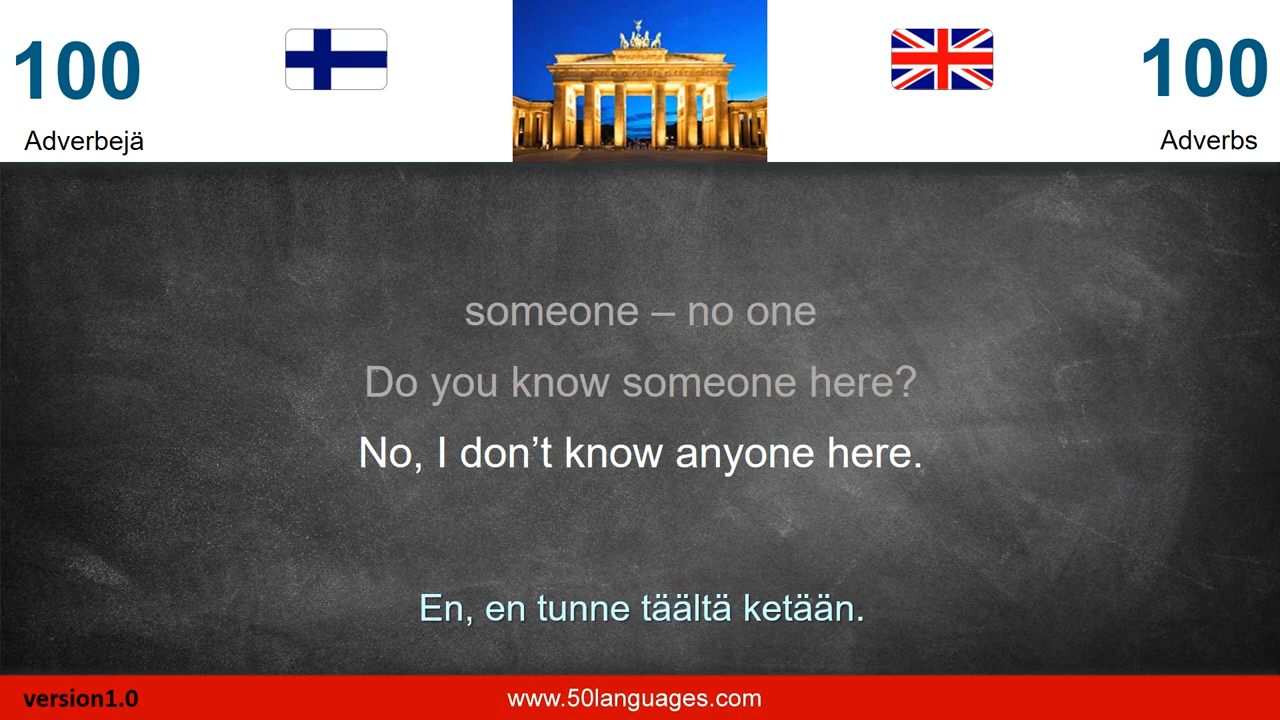 100
Adverbejä
100
Adverbs
someone – no one
Do you know someone here?
No, I don’t know anyone here.
En, en tunne täältä ketään.
version1.0
www.50languages.com